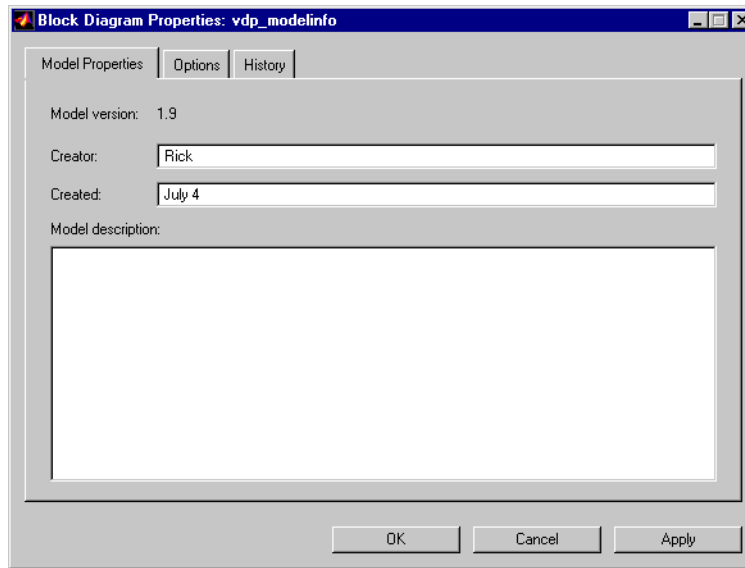 Block Diagram Properties: vdp_modelinfo
Model Properties Options History
Model version: 1.9
Creator: Rick
Created: July 4
Model description:
OK Cancel Apply